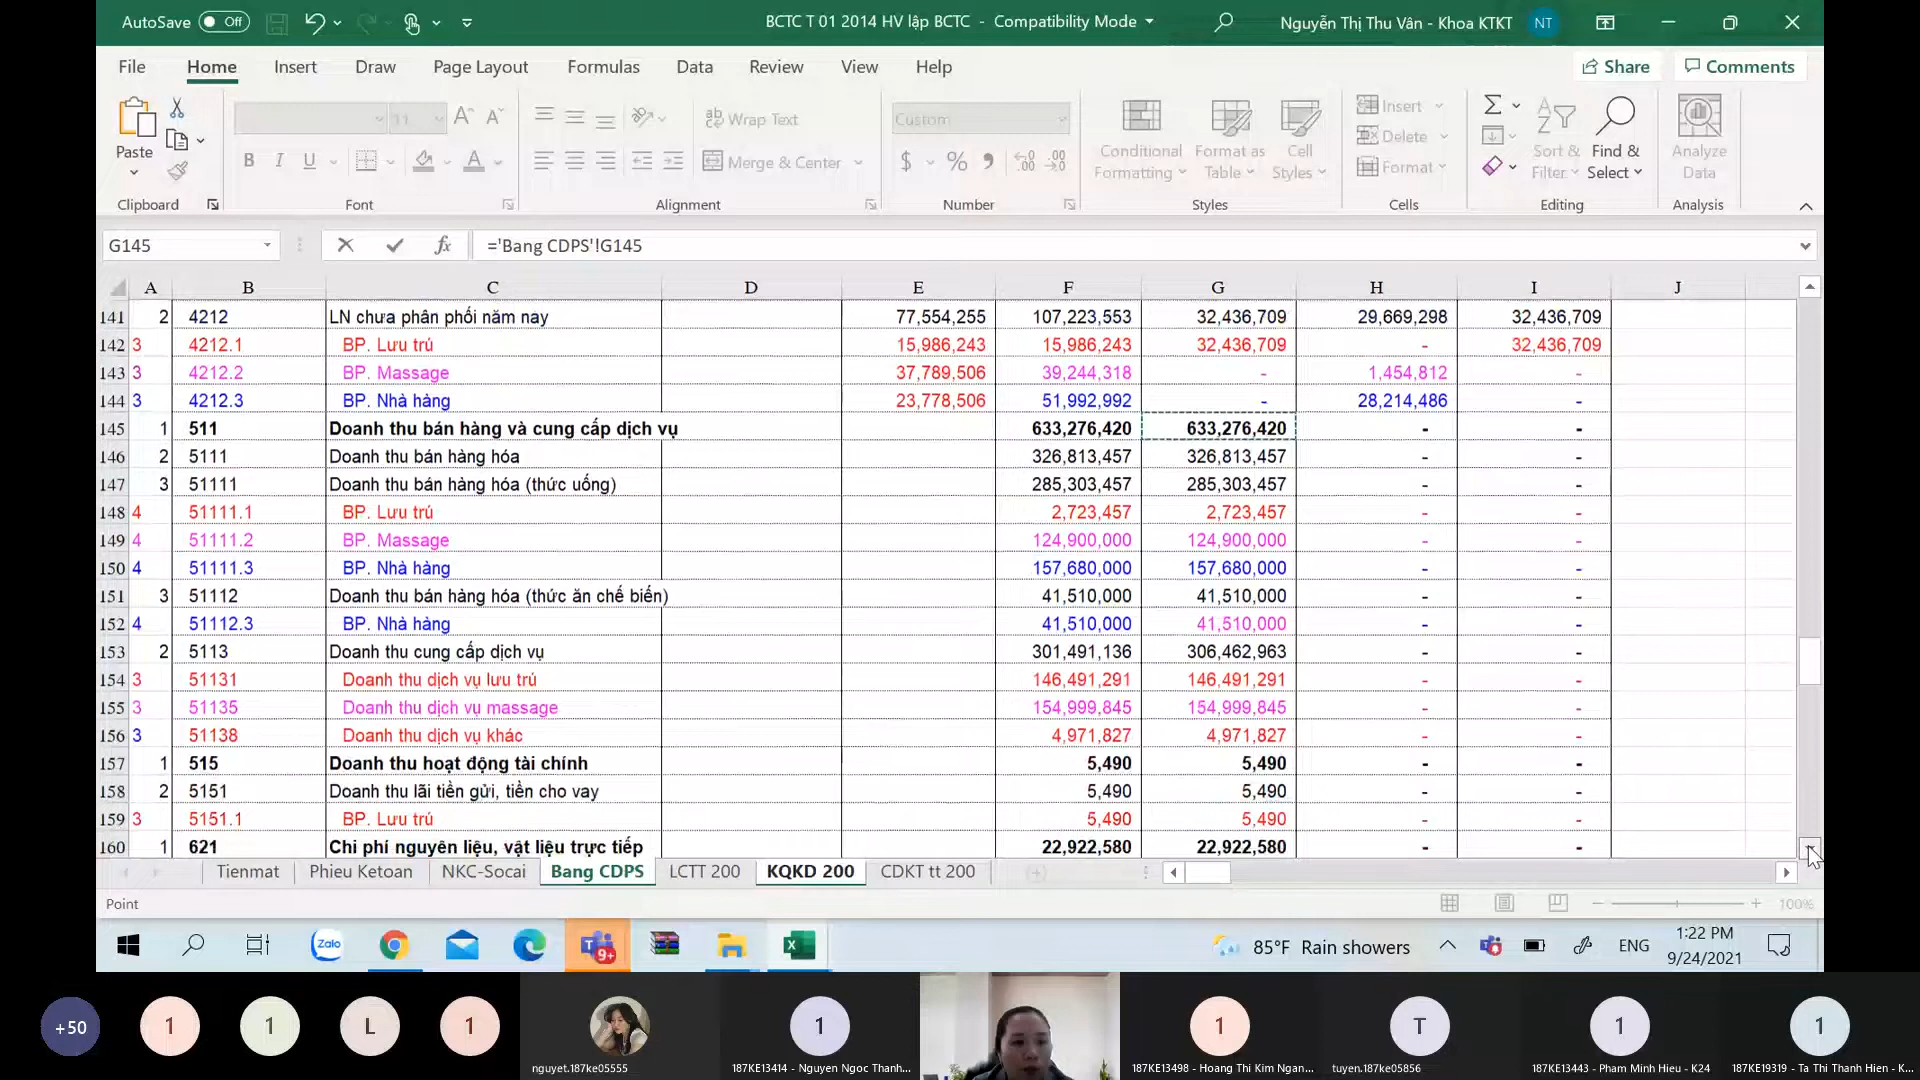 AutoSave Off BCTC T 01 2014 HV lập BCTC - Compatibility Mode Nguyễn Thị Thu Vân - Khoa KTKT NT
File Home Insert Draw Page Layout Formulas Data Review View Help Share Comments
Paste
Clipboard
11
B I U A
Font
ab Wrap Text
Merge & Center
Alignment
Custom
$ % 9
Number
Conditional Formatting
Format as Table
Cell Styles
Styles
Insert
Delete
Format
Cells
Sort & Filter
Find & Select
Editing
Analyze Data
Analysis
G145 fx ='Bang CDPS'!G145
A B C D E F G H I J
141 2 4212 LN chưa phân phối năm nay 77,554,255 107,223,553 32,436,709 29,669,298 32,436,709
142 3 4212.1 BP. Lưu trú 15,986,243 15,986,243 32,436,709 - 32,436,709
143 3 4212.2 BP. Massage 37,789,506 39,244,318 - 1,454,812 -
144 3 4212.3 BP. Nhà hàng 23,778,506 51,992,992 - 28,214,486 -
145 1 511 Doanh thu bán hàng và cung cấp dịch vụ 633,276,420 633,276,420 - -
146 2 5111 Doanh thu bán hàng hóa 326,813,457 326,813,457 - -
147 3 51111 Doanh thu bán hàng hóa (thức uống) 285,303,457 285,303,457 - -
148 4 51111.1 BP. Lưu trú 2,723,457 2,723,457 - -
149 4 51111.2 BP. Massage 124,900,000 124,900,000 - -
150 4 51111.3 BP. Nhà hàng 157,680,000 157,680,000 - -
151 3 51112 Doanh thu bán hàng hóa (thức ăn chế biến) 41,510,000 41,510,000 - -
152 4 51112.3 BP. Nhà hàng 41,510,000 41,510,000 - -
153 2 5113 Doanh thu cung cấp dịch vụ 301,491,136 306,462,963 - -
154 3 51131 Doanh thu dịch vụ lưu trú 146,491,291 146,491,291 - -
155 3 51135 Doanh thu dịch vụ massage 154,999,845 154,999,845 - -
156 3 51138 Doanh thu dịch vụ khác 4,971,827 4,971,827 - -
157 1 515 Doanh thu hoạt động tài chính 5,490 5,490 - -
158 2 5151 Doanh thu lãi tiền gửi, tiền cho vay 5,490 5,490 - -
159 3 5151.1 BP. Lưu trú 5,490 5,490 - -
160 1 621 Chi phí nguyên liệu, vật liệu trực tiếp 22,922,580 22,922,580 - -
Tienmat Phieu Ketoan NKC-Socai Bang CDPS LCTT 200 KQKD 200 CDKT tt 200
Point 100%
Zalo 9+ 85°F Rain showers ENG 1:22 PM
9/24/2021
+50 1 1 L 1 1 1 T 1 1
nguyet.187ke05555 187KE13414 - Nguyen Ngoc Thanh... 187KE13498 - Hoang Thi Kim Ngan... tuyen.187ke05856 187KE13443 - Pham Minh Hieu - K24 187KE19319 - Ta Thi Thanh Hien - K...